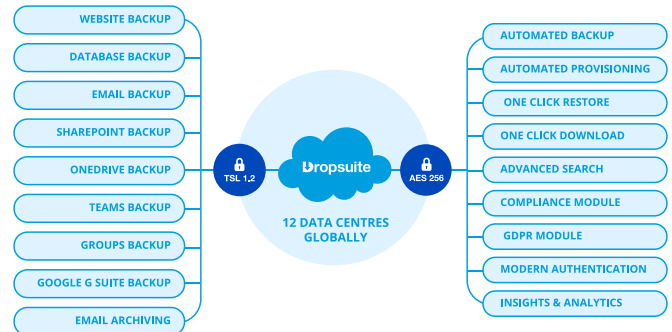 WEBSITE BACKUP
DATABASE BACKUP
EMAIL BACKUP
SHAREPOINT BACKUP
ONEDRIVE BACKUP
TEAMS BACKUP
GROUPS BACKUP
GOOGLE G SUITE BACKUP
EMAIL ARCHIVING
TSL 1,2
Dropsuite
12 DATA CENTRES
GLOBALLY
AES 256
AUTOMATED BACKUP
AUTOMATED PROVISIONING
ONE CLICK RESTORE
ONE CLICK DOWNLOAD
ADVANCED SEARCH
COMPLIANCE MODULE
GDPR MODULE
MODERN AUTHENTICATION
INSIGHTS & ANALYTICS